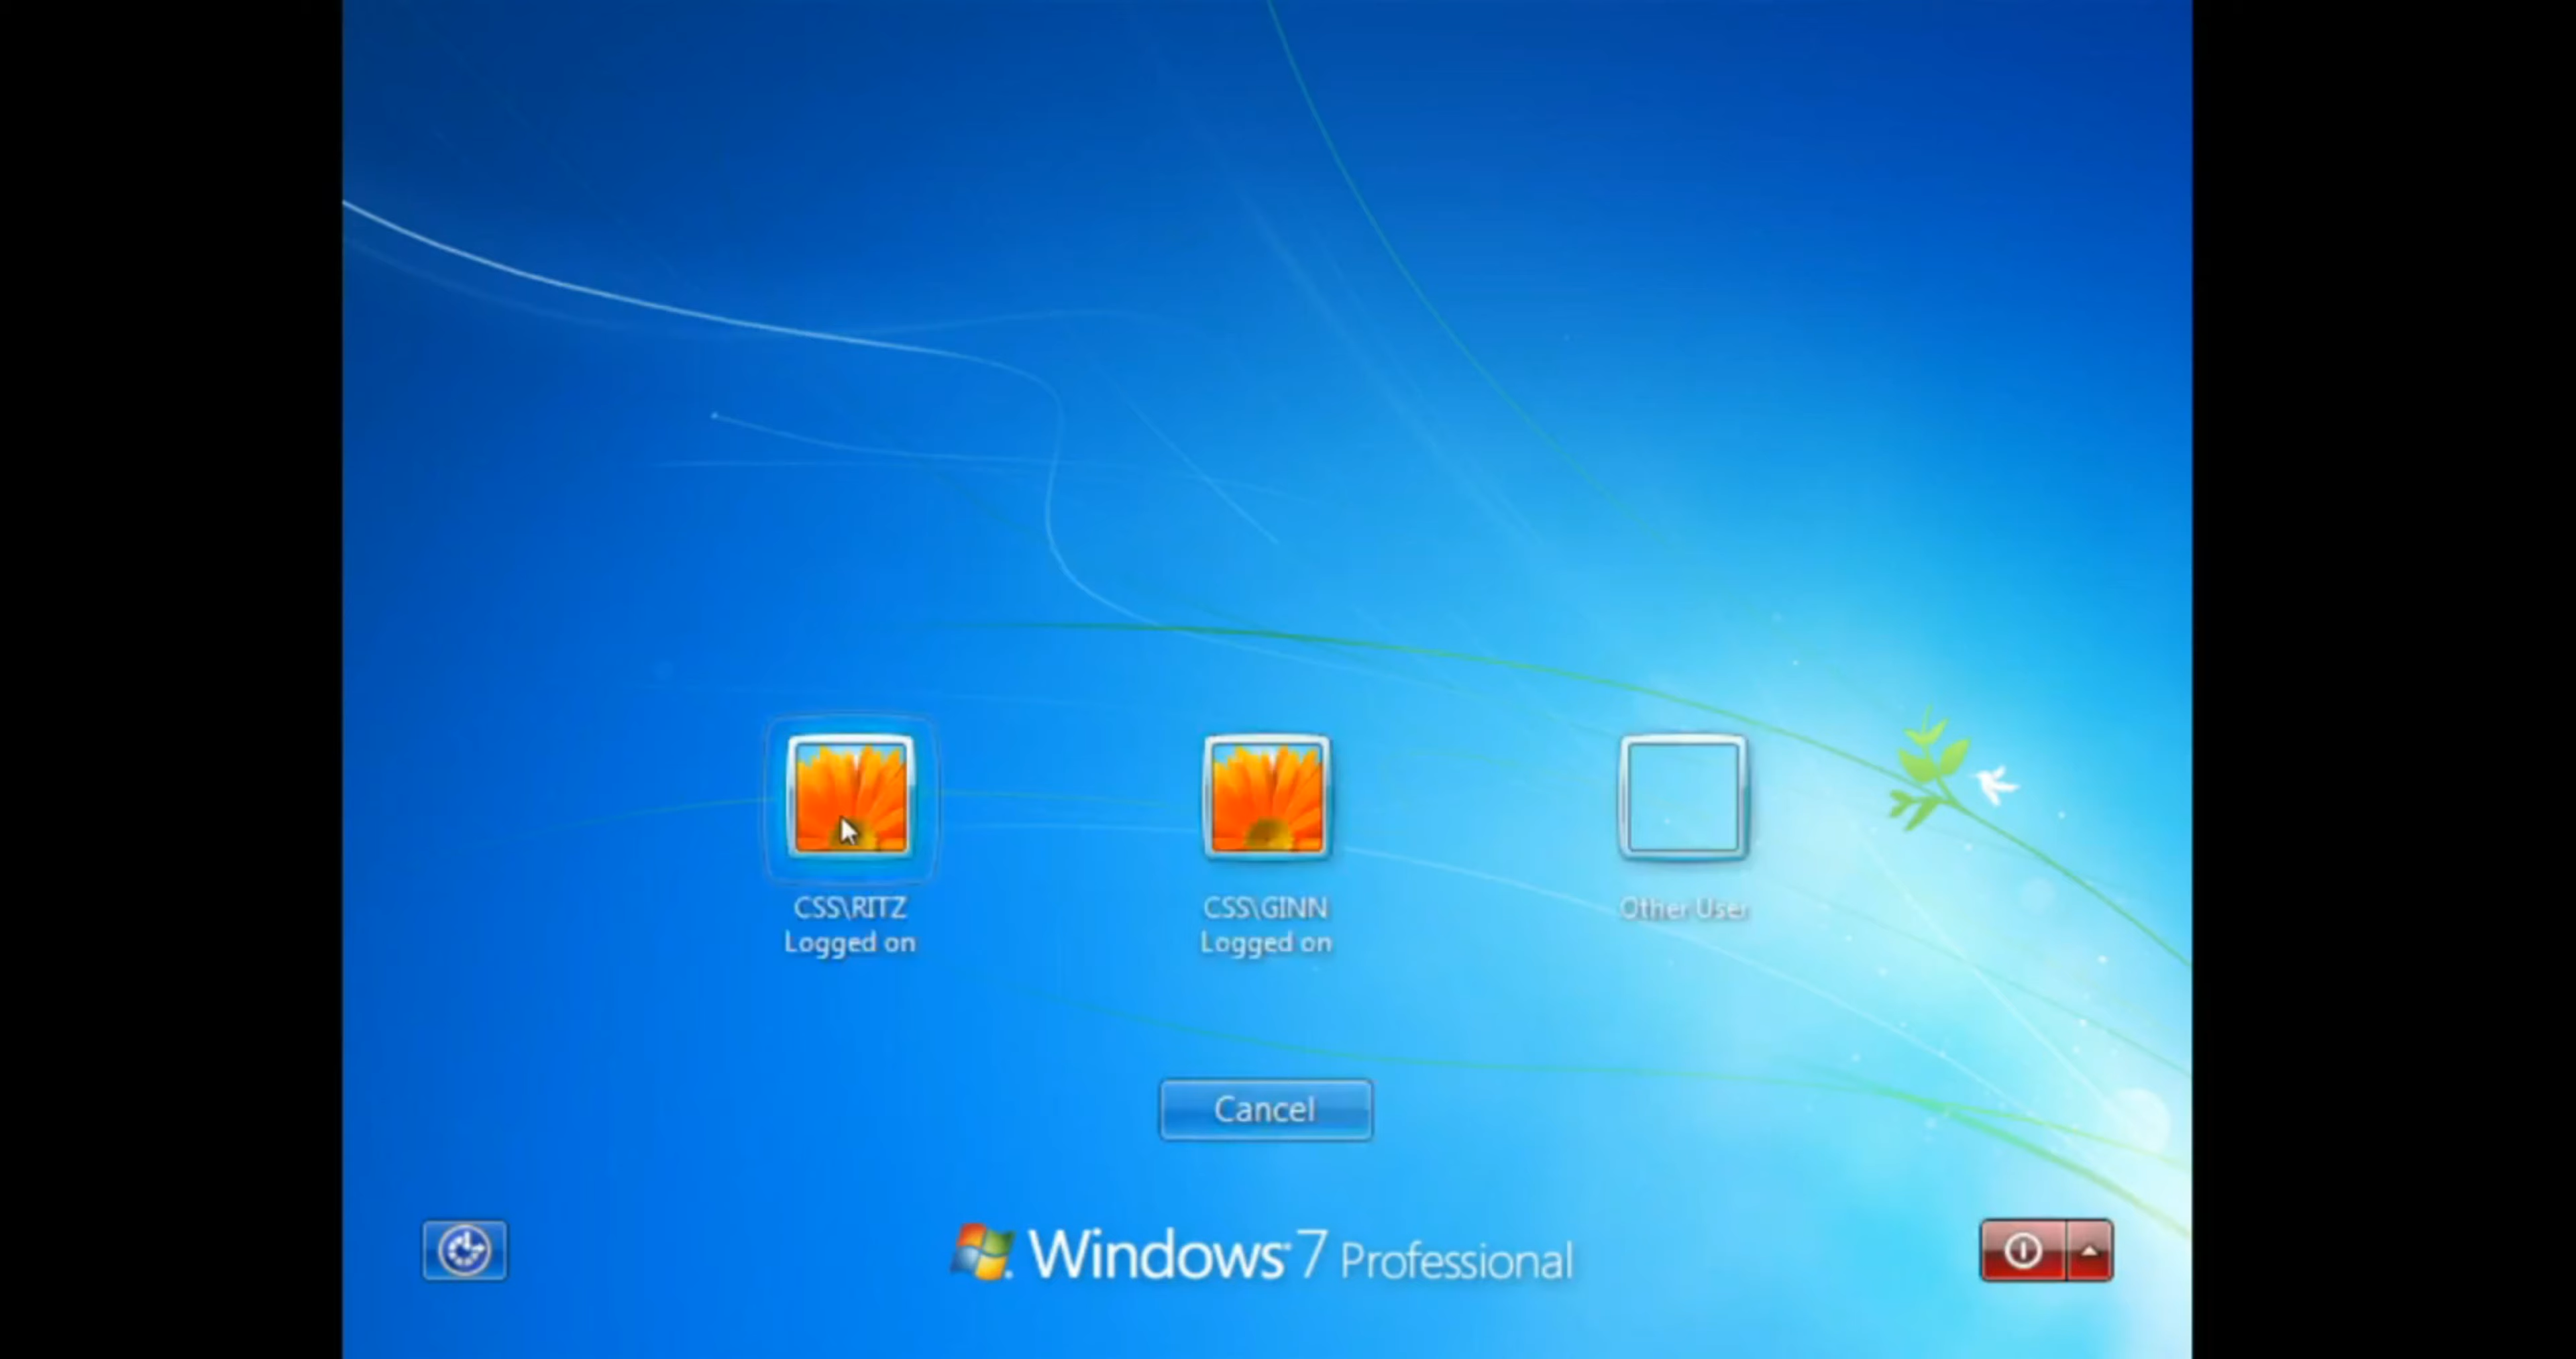 CSS\RITZ
Logged on
CSS\GINN
Logged on
Other User
Cancel
Windows 7 Professional